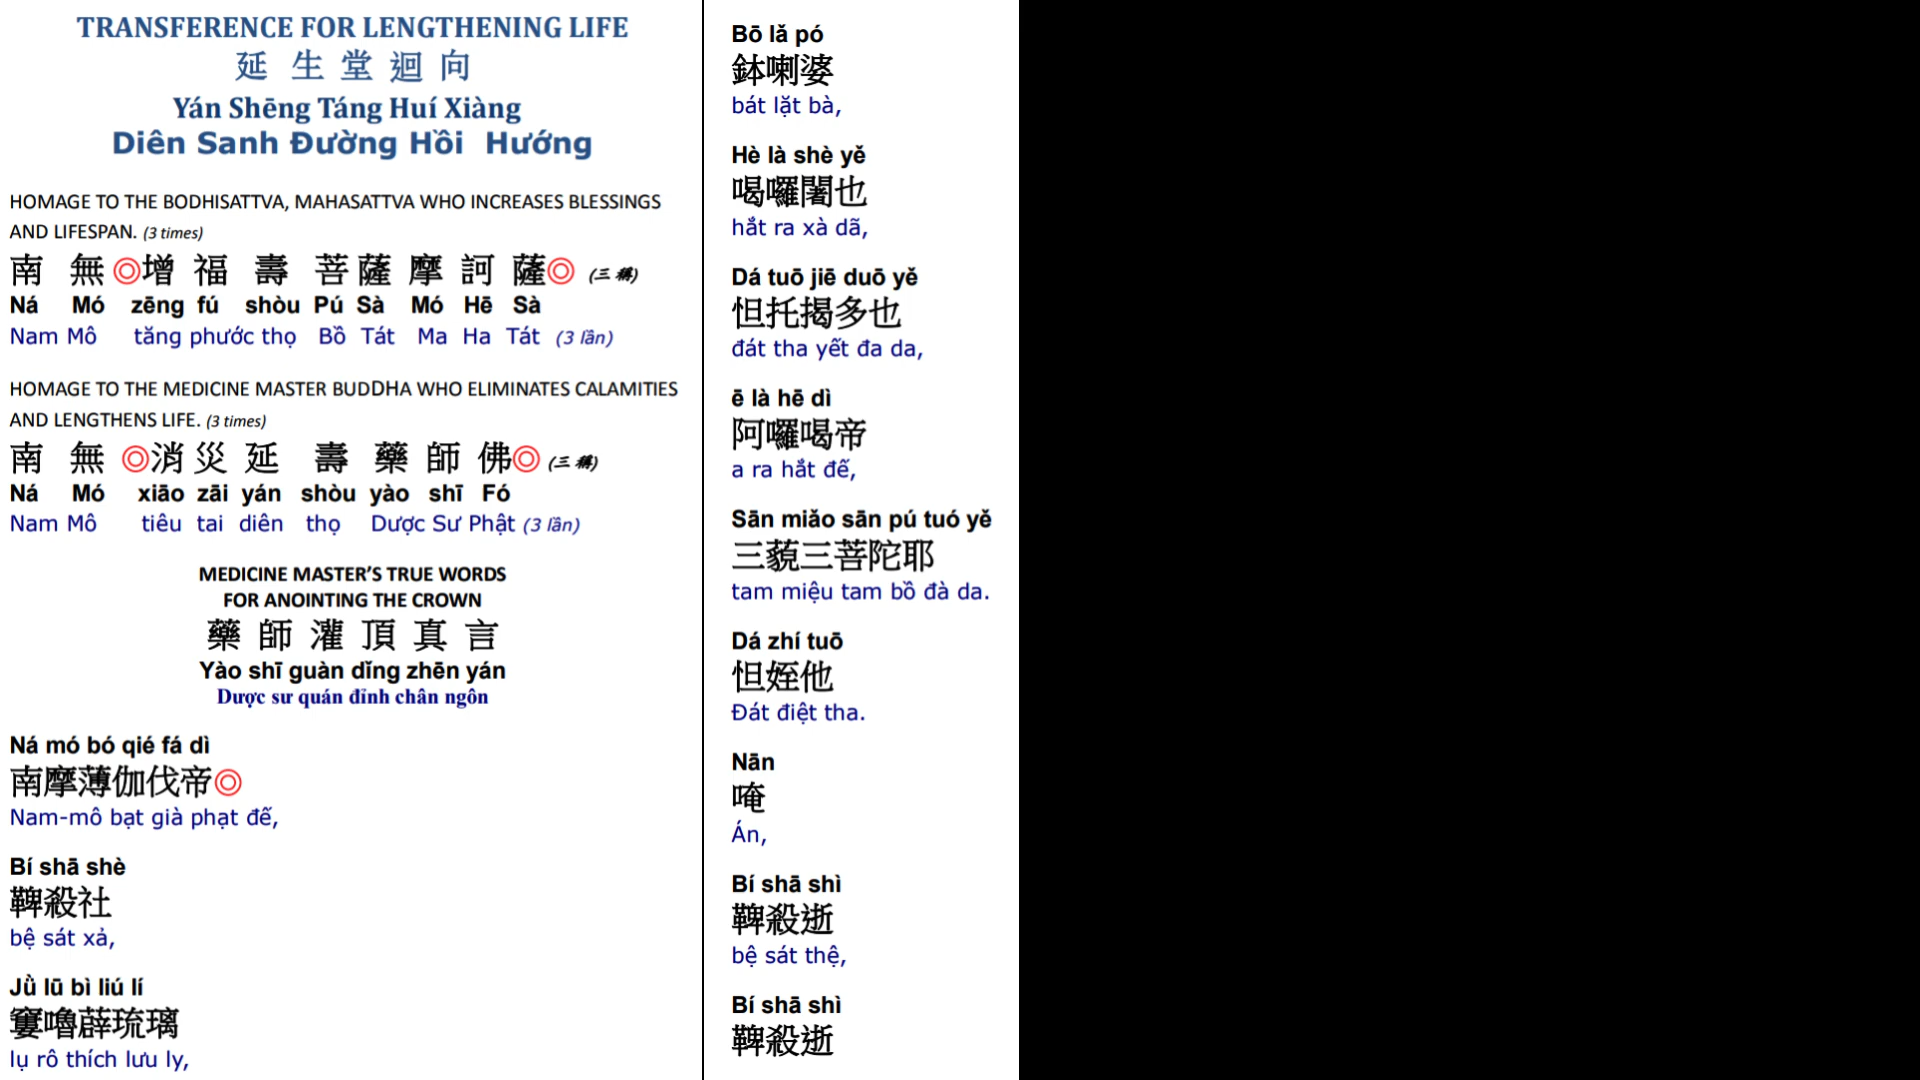 TRANSFERENCE FOR LENGTHENING LIFE
延 生 堂 迴 向
Yán Shēng Táng Huí Xiàng
Diên Sanh Đường Hồi Hướng
HOMAGE TO THE BODHISATTVA, MAHASATTVA WHO INCREASES BLESSINGS
AND LIFESPAN. (3 times)
南 無 ◎增 福 壽 菩 薩 摩 訶 薩◎ (三 稱)
Ná Mó zēng fú shòu Pú Sà Mó Hē Sà
Nam Mô tăng phước thọ Bồ Tát Ma Ha Tát (3 lần)
HOMAGE TO THE MEDICINE MASTER BUDDHA WHO ELIMINATES CALAMITIES
AND LENGTHENS LIFE. (3 times)
南 無 ◎消 災 延 壽 藥 師 佛◎ (三 稱)
Ná Mó xiāo zāi yán shòu yào shī Fó
Nam Mô tiêu tai diên thọ Dược Sư Phật (3 lần)
MEDICINE MASTER’S TRUE WORDS
FOR ANOINTING THE CROWN
藥 師 灌 頂 真 言
Yào shī guàn dǐng zhēn yán
Dược sư quán đỉnh chân ngôn
Ná mó bó qié fá dì
南摩薄伽伐帝◎
Nam-mô bạt già phạt đế,
Bí shā shè
鞞殺社
bệ sát xả,
Jǜ lū bì liú lí
窶嚕薜琉璃
lụ rô thích lưu ly,
Bō lǎ pó
鉢喇婆
bát lặt bà,
Hè là shè yě
喝囉闍也
hắt ra xà dã,
Dá tuō jiē duō yě
怛托揭多也
đát tha yết đa da,
ē là hē dì
阿囉喝帝
a ra hắt đế,
Sān miǎo sān pú tuó yě
三藐三菩陀耶
tam miệu tam bồ đà da.
Dá zhí tuō
怛姪他
Đát điệt tha.
Nān
唵
Án,
Bí shā shì
鞞殺逝
bệ sát thệ,
Bí shā shì
鞞殺逝